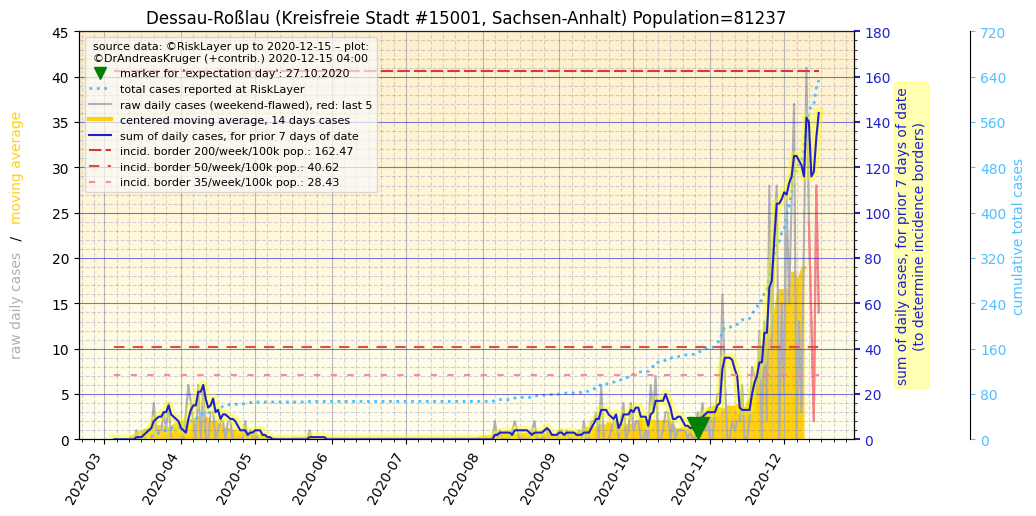 Dessau-Roßlau (Kreisfreie Stadt #15001, Sachsen-Anhalt) Population=81237
source data: ©RiskLayer up to 2020-12-15 – plot:
©DrAndreasKruger (+contrib.) 2020-12-15 04:00
marker for 'expectation day': 27.10.2020
total cases reported at RiskLayer
raw daily cases (weekend-flawed), red: last 5
centered moving average, 14 days cases
sum of daily cases, for prior 7 days of date
incid. border 200/week/100k pop.: 162.47
incid. border 50/week/100k pop.: 40.62
incid. border 35/week/100k pop.: 28.43
raw daily cases / moving average
45
40
35
30
25
20
15
10
5
0
2020-03
2020-04
2020-05
2020-06
2020-07
2020-08
2020-09
2020-10
2020-11
2020-12
180
160
140
120
100
80
60
40
20
0
sum of daily cases, for prior 7 days of date
(to determine incidence borders)
720
640
560
480
400
320
240
160
80
0
cumulative total cases